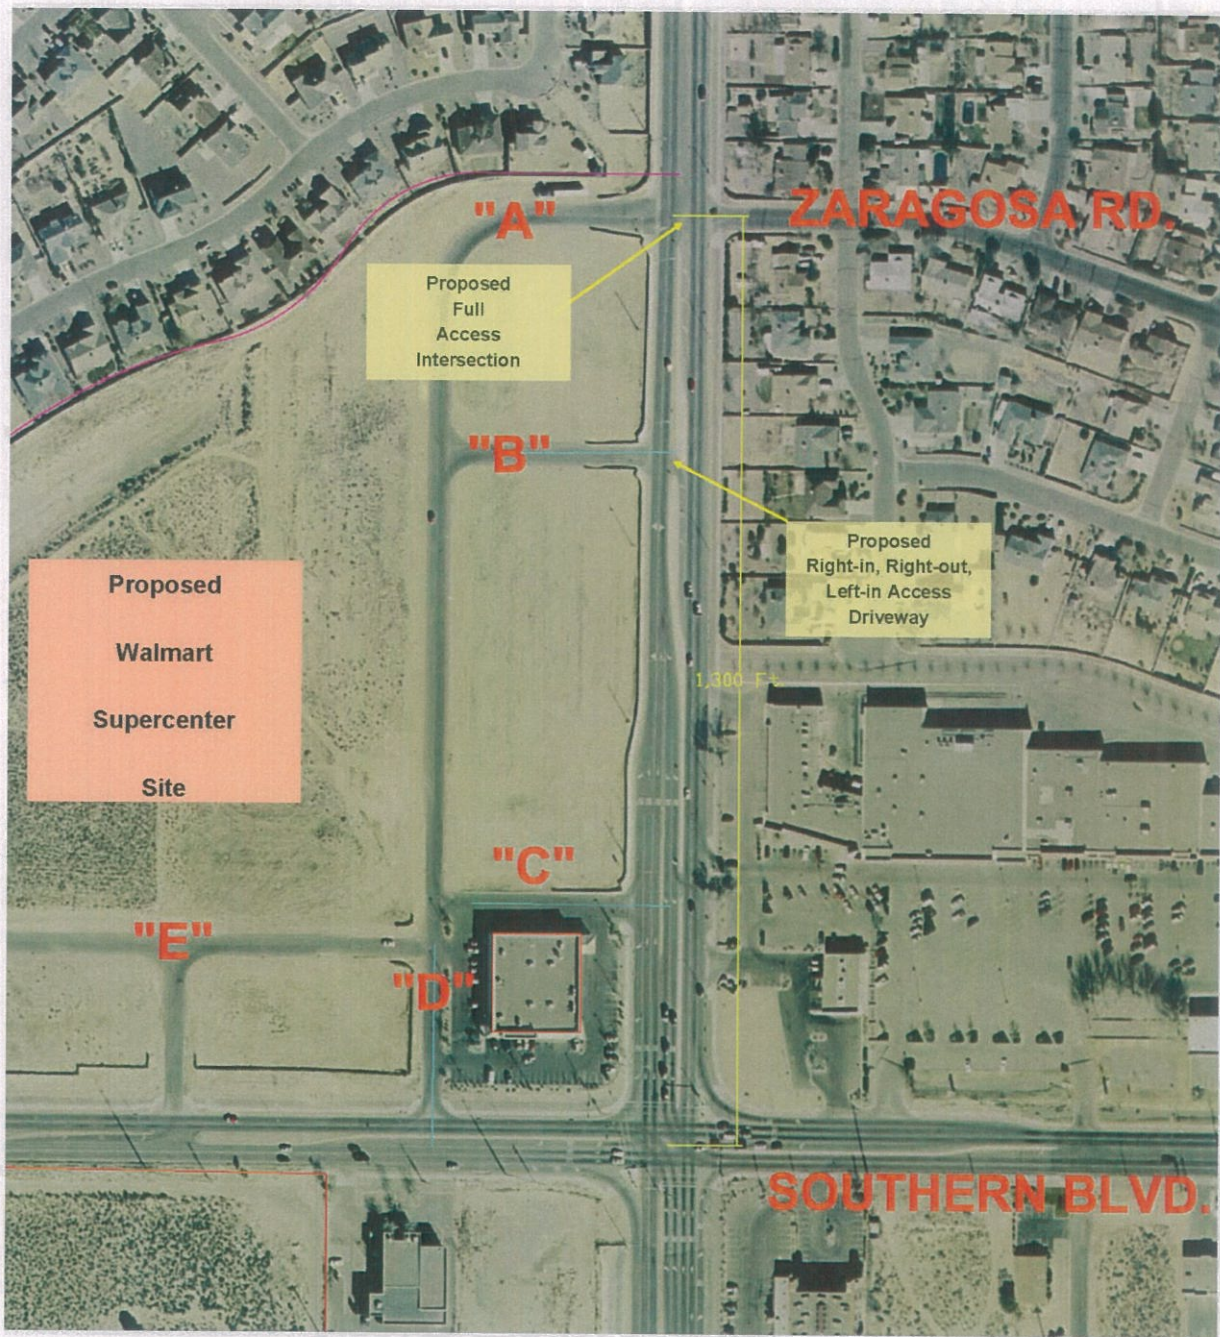 "A"
ZARAGOSA RD.
Proposed
Full
Access
Intersection
"B"
Proposed
Right-in, Right-out,
Left-in Access
Driveway
Proposed
Walmart
Supercenter
Site
1,300 Ft
"C"
"E"
"D"
SOUTHERN BLVD.